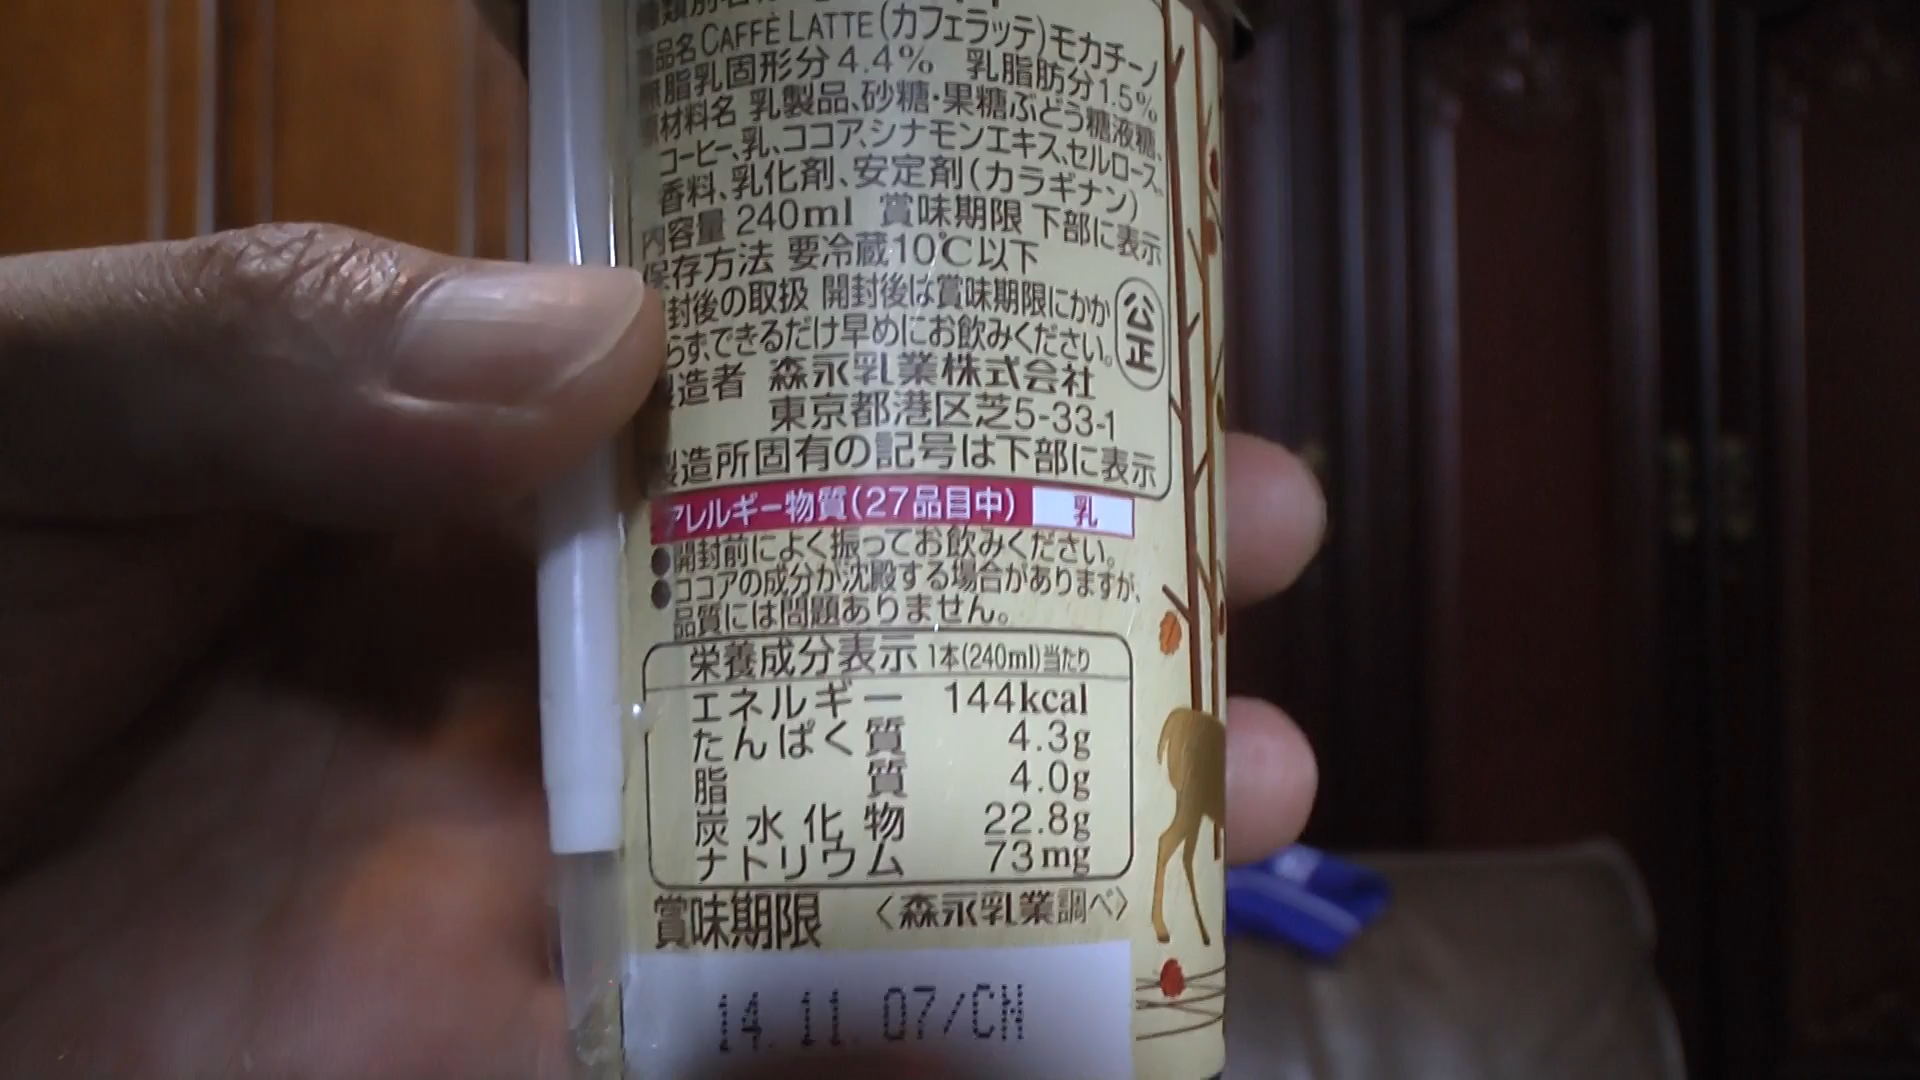 商品名 CAFFÈ LATTE(カフェラッテ)モカチーノ
無脂乳固形分 4.4% 乳脂肪分 1.5%
原材料名 乳製品、砂糖・果糖ぶどう糖液糖、
コーヒー、乳、ココア、シナモンエキス、セルロース、
香料、乳化剤、安定剤(カラギナン)
内容量 240ml 賞味期限 下部に表示
保存方法 要冷蔵10℃以下
封後の取扱 開封後は賞味期限にかか
らず、できるだけ早めにお飲みください。
公正
製造者 森永乳業株式会社
東京都港区芝5-33-1
製造所固有の記号は下部に表示
アレルギー物質(27品目中) 乳
●開封前によく振ってお飲みください。
●ココアの成分が沈殿する場合がありますが、
品質には問題ありません。
栄養成分表示 1本(240ml)当たり
エネルギー 144kcal
たんぱく質 4.3g
脂質 4.0g
炭水化物 22.8g
ナトリウム 73mg
賞味期限 〈森永乳業調べ〉
14.11.07/CN